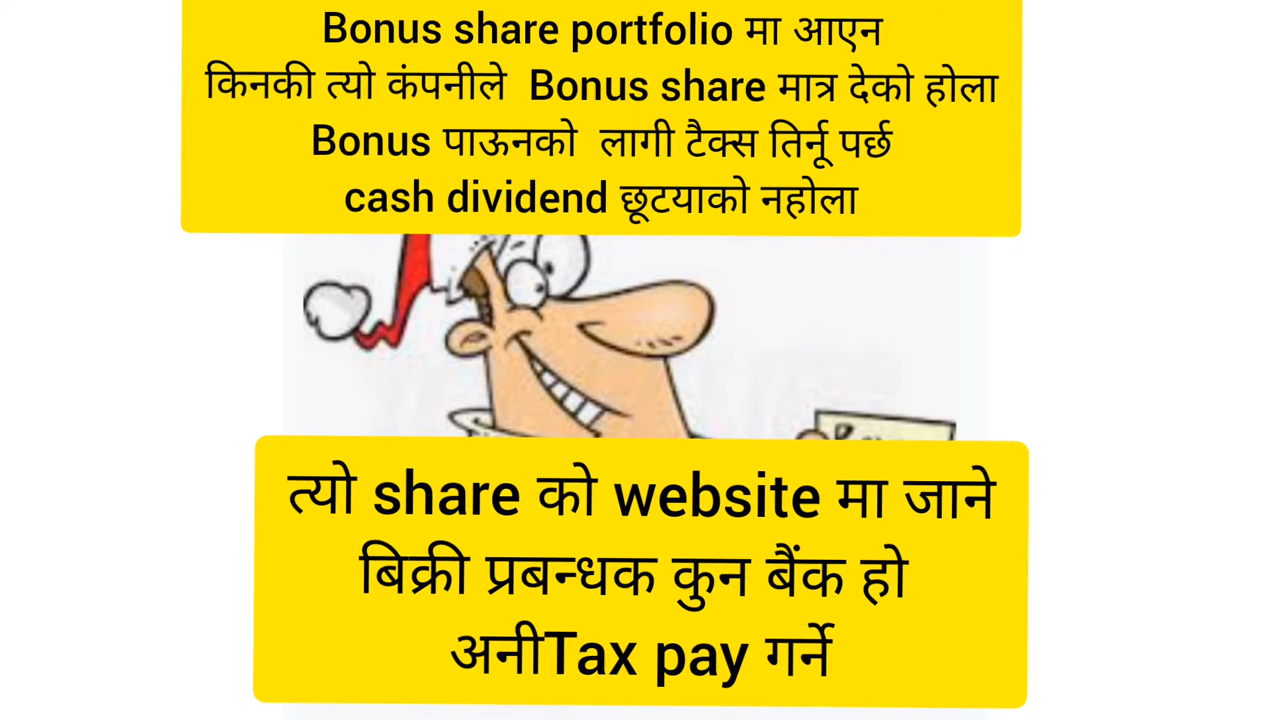 Bonus share portfolio मा आएन
किनकी त्यो कंपनीले Bonus share मात्र देको होला
Bonus पाऊनको लागी टैक्स तिर्नू पर्छ
cash dividend छूटयाको नहोला
त्यो share को website मा जाने
बिक्री प्रबन्धक कुन बैंक हो
अनीTax pay गर्ने